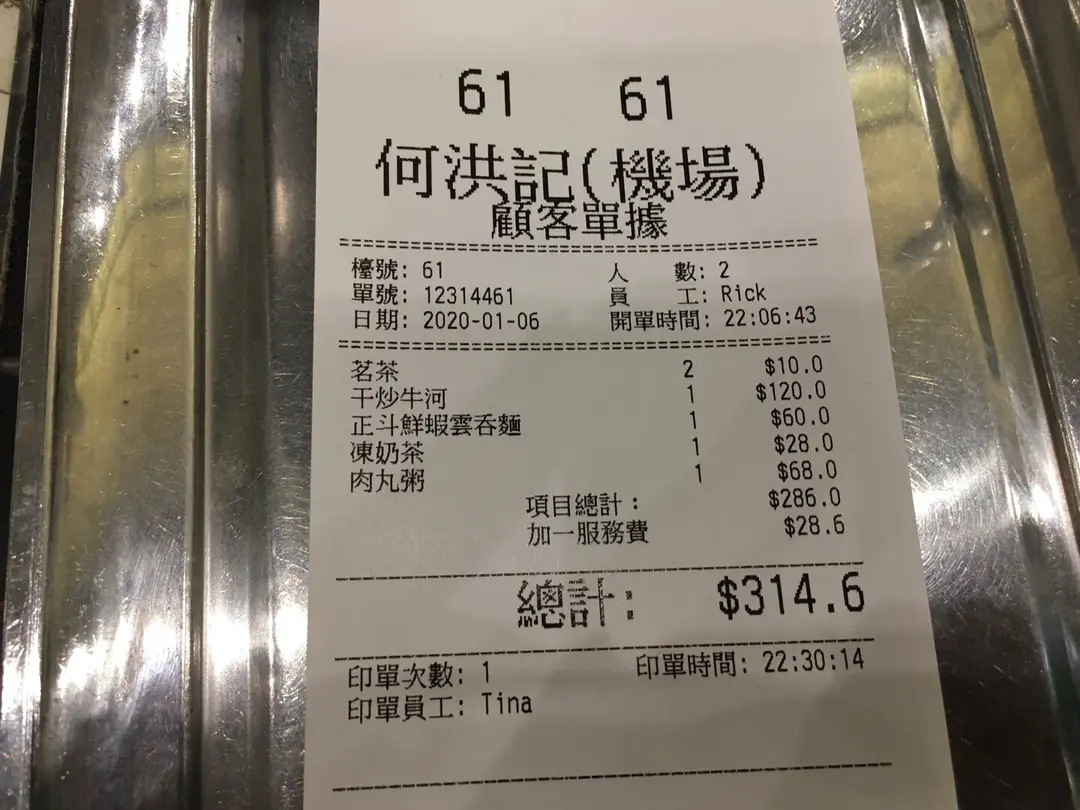 61 61
何洪記(機場)
顧客單據
檯號: 61 人 數: 2
單號: 12314461 員 工: Rick
日期: 2020-01-06 開單時間: 22:06:43
茗茶 2 $10.0
干炒牛河 1 $120.0
正斗鮮蝦雲吞麵 1 $60.0
凍奶茶 1 $28.0
肉丸粥 1 $68.0
項目總計: $286.0
加一服務費 $28.6
總計: $314.6
印單次數: 1 印單時間: 22:30:14
印單員工: Tina